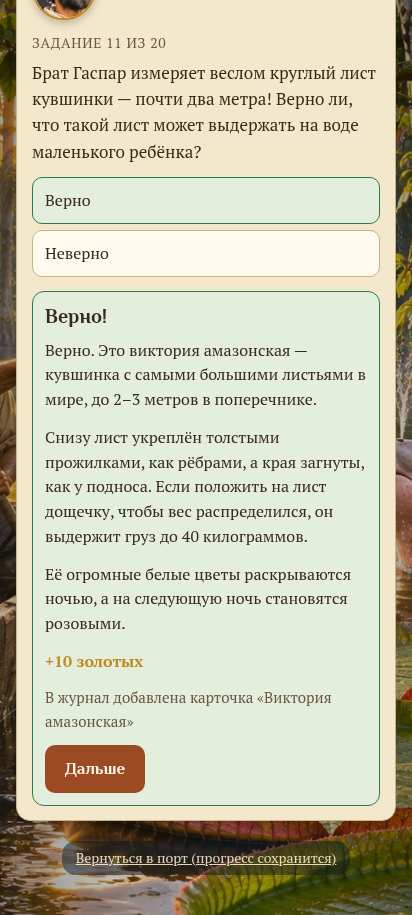 ЗАДАНИЕ 11 ИЗ 20
Брат Гаспар измеряет веслом круглый лист
кувшинки — почти два метра! Верно ли,
что такой лист может выдержать на воде
маленького ребёнка?
Верно
Неверно
Верно!
Верно. Это виктория амазонская —
кувшинка с самыми большими листьями в
мире, до 2–3 метров в поперечнике.
Снизу лист укреплён толстыми
прожилками, как рёбрами, а края загнуты,
как у подноса. Если положить на лист
дощечку, чтобы вес распределился, он
выдержит груз до 40 килограммов.
Её огромные белые цветы раскрываются
ночью, а на следующую ночь становятся
розовыми.
+10 золотых
В журнал добавлена карточка «Виктория
амазонская»
Дальше
Вернуться в порт (прогресс сохранится)